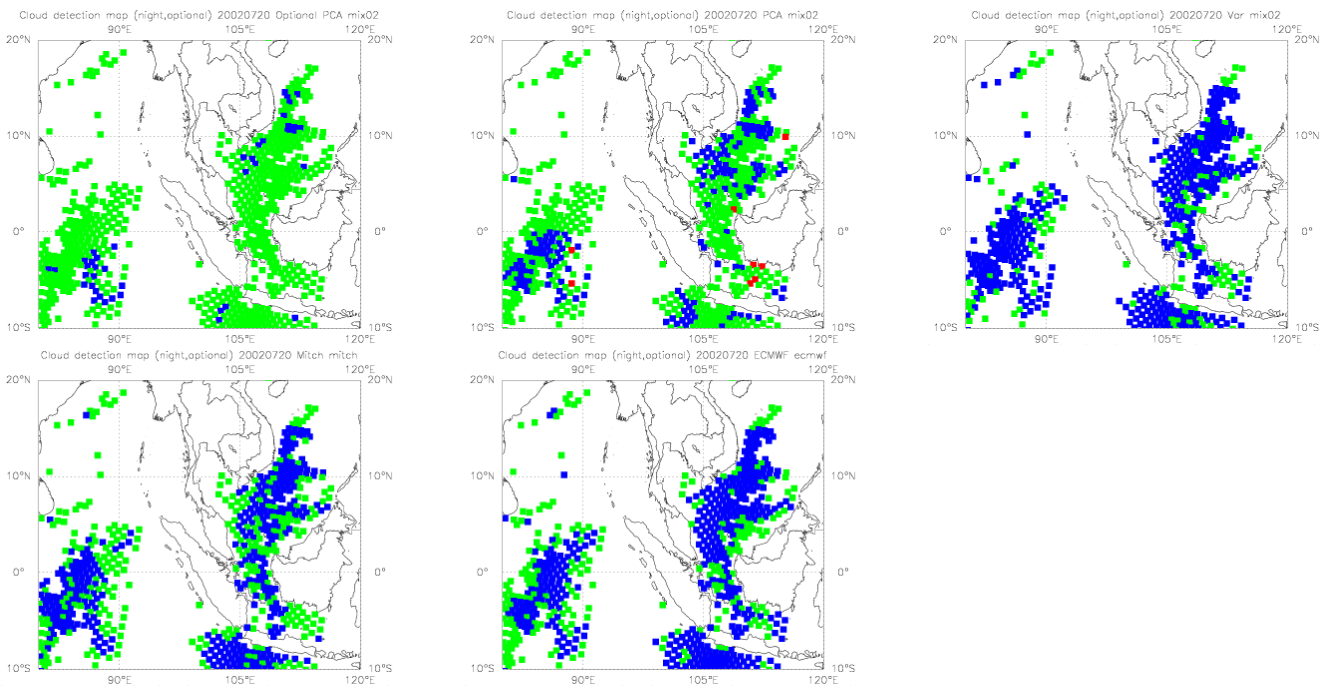 Cloud detection map (night,optional) 20020720 Optional PCA mix02
90°E 105°E 120°E
20°N 20°N
10°N 10°N
0° 0°
10°S 10°S
90°E 105°E 120°E
Cloud detection map (night,optional) 20020720 PCA mix02
90°E 105°E 120°E
20°N 20°N
10°N 10°N
0° 0°
10°S 10°S
90°E 105°E 120°E
Cloud detection map (night,optional) 20020720 Var mix02
90°E 105°E 120°E
20°N 20°N
10°N 10°N
0° 0°
10°S 10°S
90°E 105°E 120°E
Cloud detection map (night,optional) 20020720 Mitch mitch
90°E 105°E 120°E
20°N 20°N
10°N 10°N
0° 0°
10°S 10°S
90°E 105°E 120°E
Cloud detection map (night,optional) 20020720 ECMWF ecmwf
90°E 105°E 120°E
20°N 20°N
10°N 10°N
0° 0°
10°S 10°S
90°E 105°E 120°E